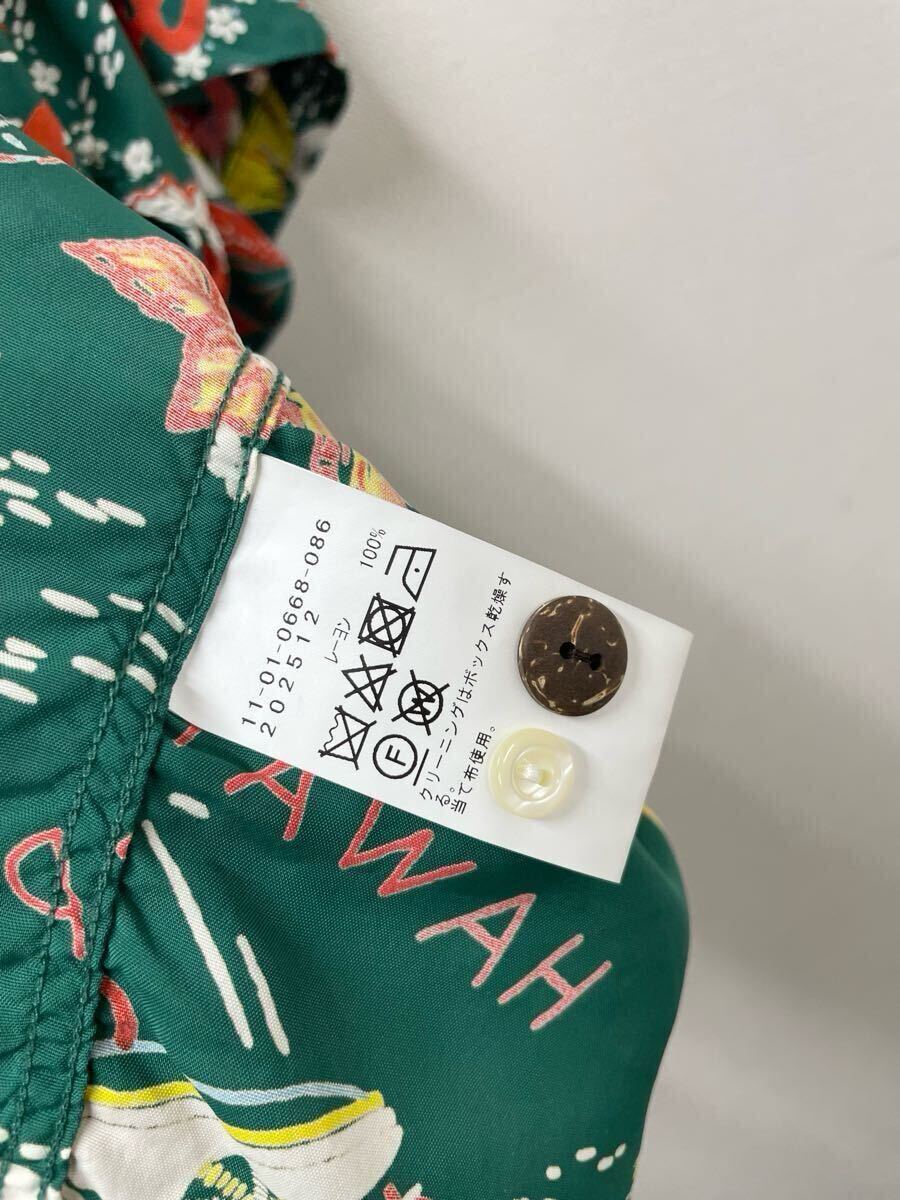 11-01-0668-086
202512
レーヨン 100%
F
W
クリーニングはボックス乾燥す
る。当て布使用。
AWAH